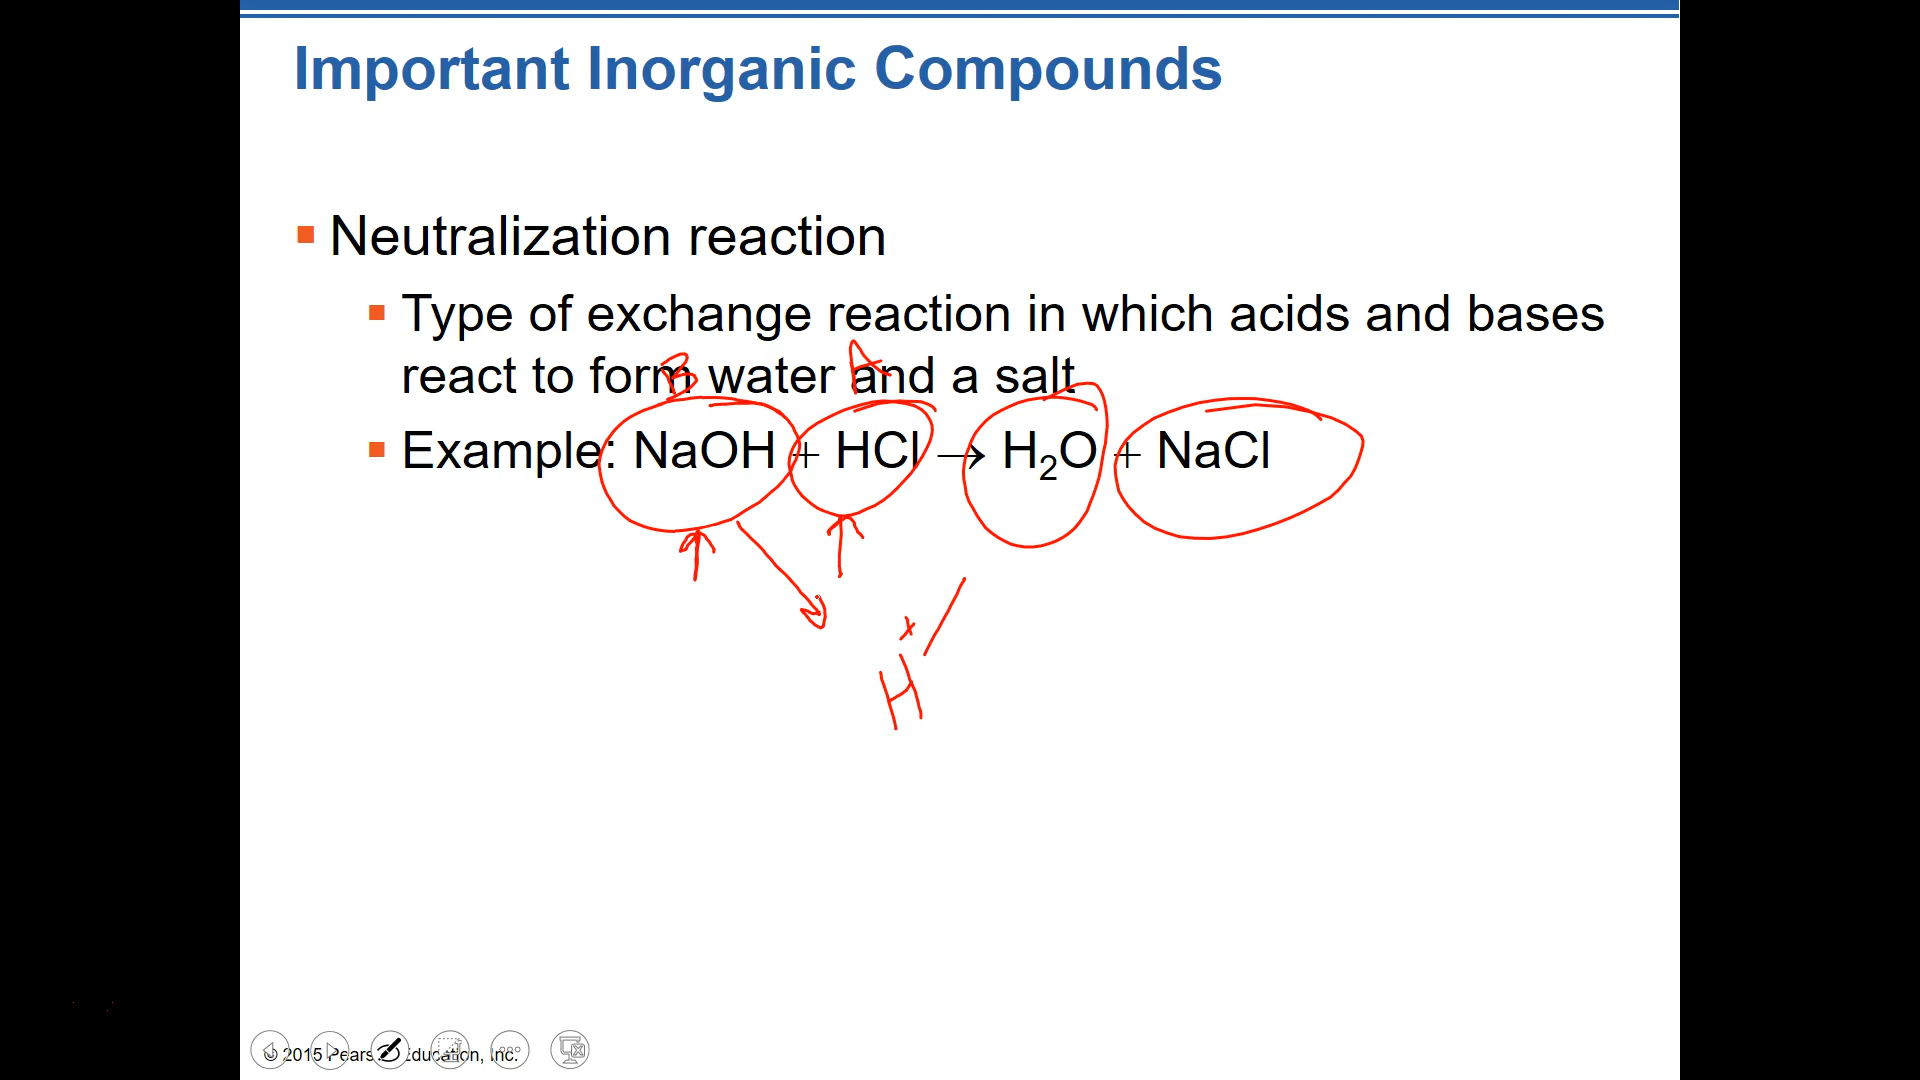 Important Inorganic Compounds
Neutralization reaction
Type of exchange reaction in which acids and bases
react to form water and a salt
B A
Example: NaOH + HCl → H₂O + NaCl
H
© 2015 Pearson Education, Inc.